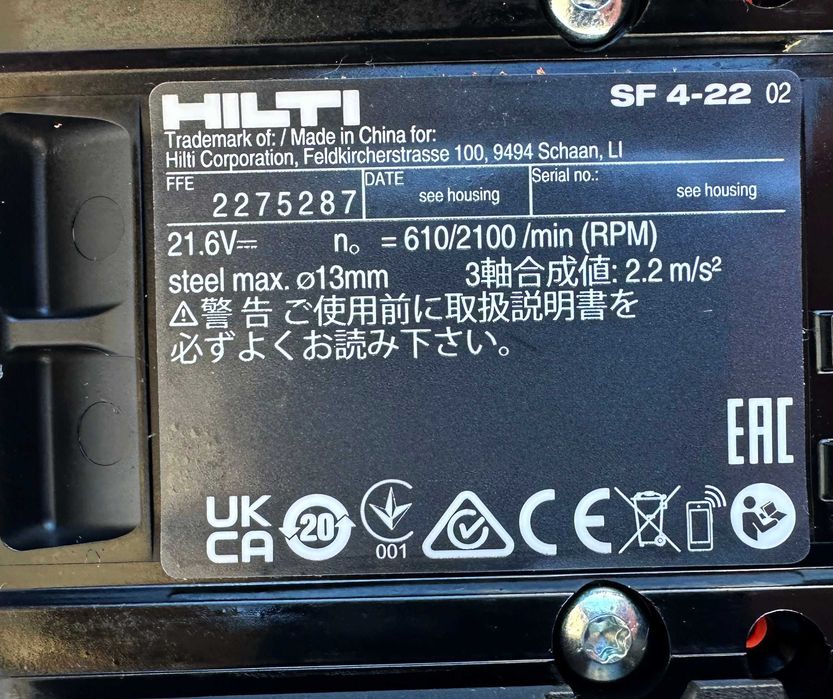 HILTI SF 4-22 02
Trademark of: / Made in China for:
Hilti Corporation, Feldkircherstrasse 100, 9494 Schaan, LI
FFE 2275287 DATE see housing Serial no.: see housing
21.6V⎓ n₀ = 610/2100 /min (RPM)
steel max. ⌀13mm 3軸合成値: 2.2 m/s²
⚠警 告 ご使用前に取扱説明書を
必ずよくお読み下さい。
EAC
UK CA 20 001 CE